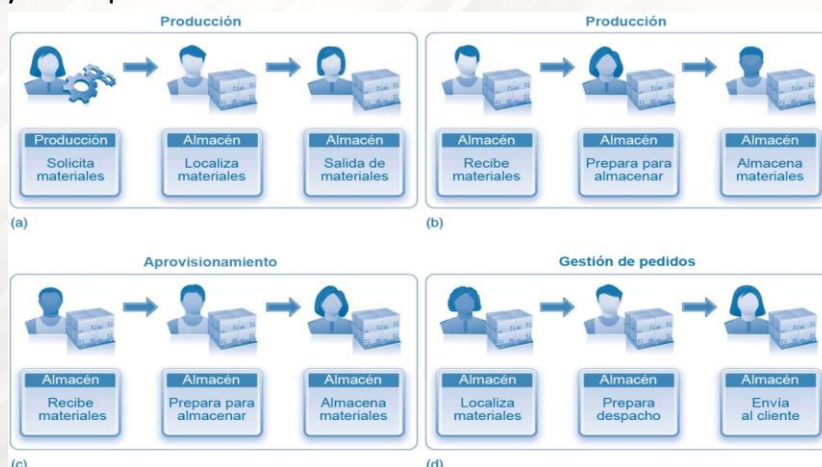 Producción
Producción
Solicita
materiales
Almacén
Localiza
materiales
Almacén
Salida de
materiales
(a)
Producción
Almacén
Recibe
materiales
Almacén
Prepara para
almacenar
Almacén
Almacena
materiales
(b)
Aprovisionamiento
Almacén
Recibe
materiales
Almacén
Prepara para
almacenar
Almacén
Almacena
materiales
(c)
Gestión de pedidos
Almacén
Localiza
materiales
Almacén
Prepara
despacho
Almacén
Envía
al cliente
(d)